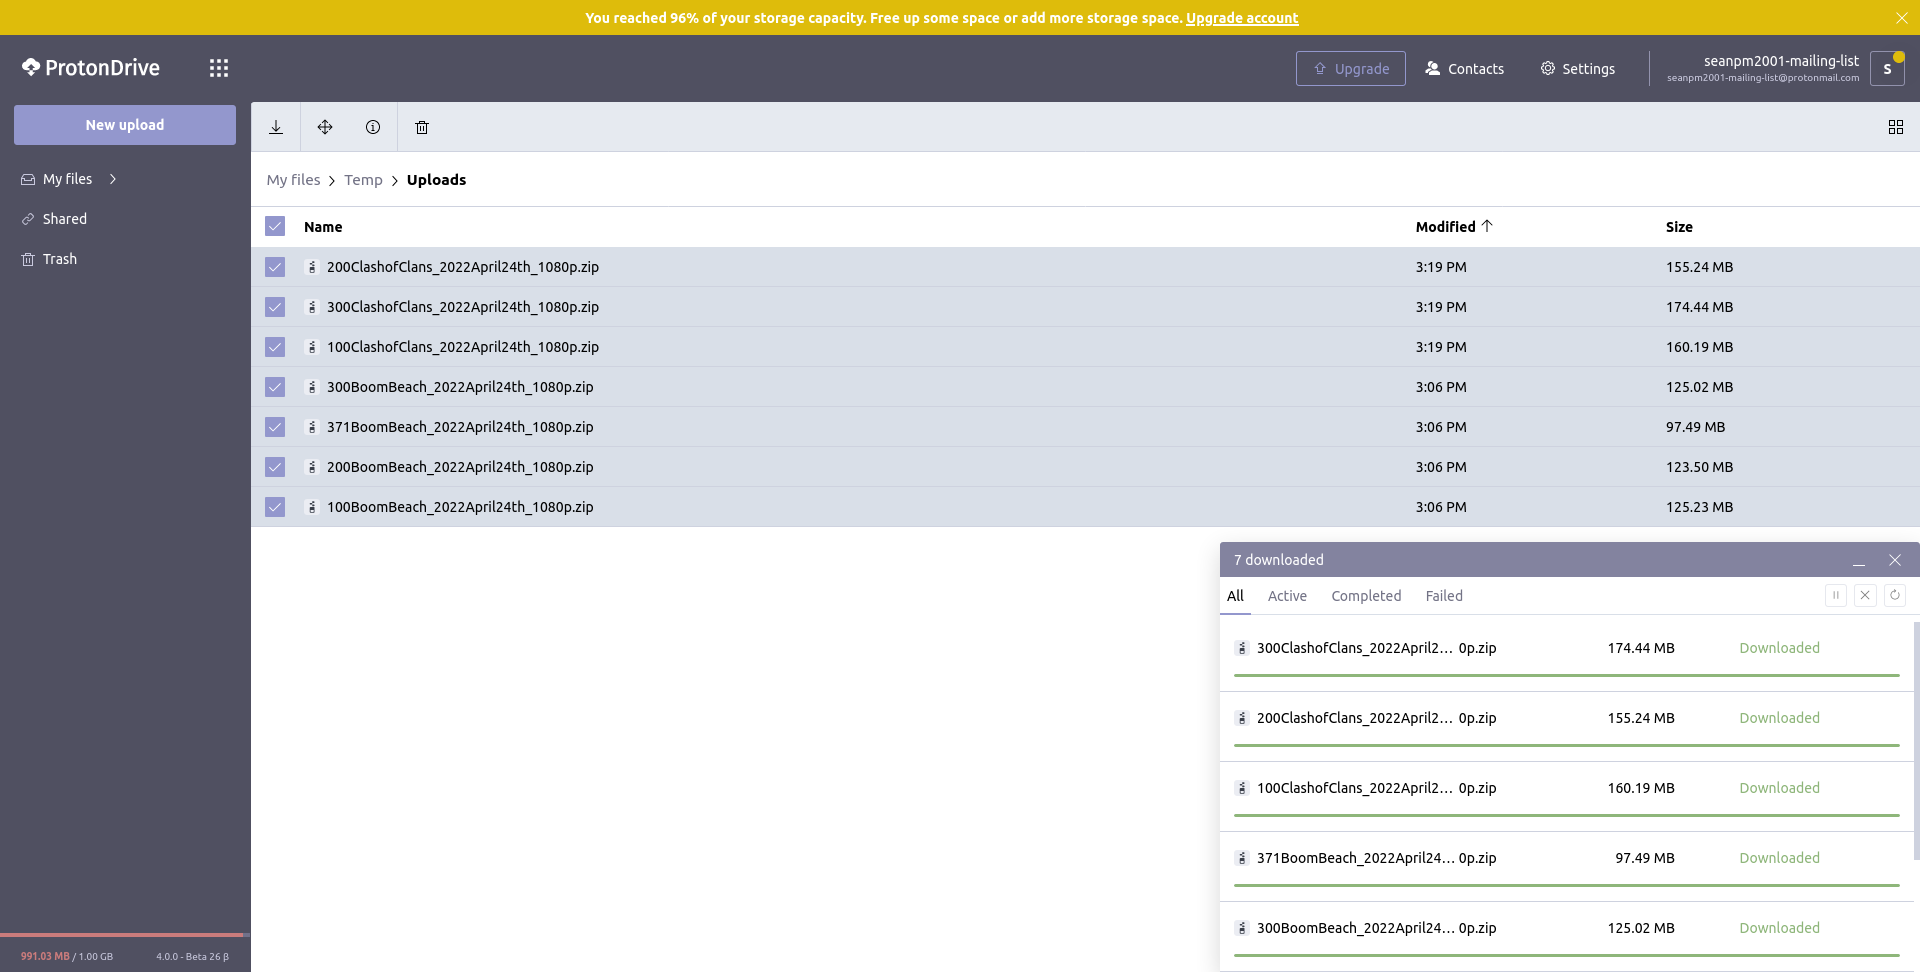 You reached 96% of your storage capacity. Free up some space or add more storage space. Upgrade account
ProtonDrive
Upgrade
Contacts
Settings
seanpm2001-mailing-list
seanpm2001-mailing-list@protonmail.com
S
New upload
My files
Shared
Trash
My files > Temp > Uploads
Name Modified Size
200ClashofClans_2022April24th_1080p.zip 3:19 PM 155.24 MB
300ClashofClans_2022April24th_1080p.zip 3:19 PM 174.44 MB
100ClashofClans_2022April24th_1080p.zip 3:19 PM 160.19 MB
300BoomBeach_2022April24th_1080p.zip 3:06 PM 125.02 MB
371BoomBeach_2022April24th_1080p.zip 3:06 PM 97.49 MB
200BoomBeach_2022April24th_1080p.zip 3:06 PM 123.50 MB
100BoomBeach_2022April24th_1080p.zip 3:06 PM 125.23 MB
7 downloaded
All Active Completed Failed
300ClashofClans_2022April2… 0p.zip 174.44 MB Downloaded
200ClashofClans_2022April2… 0p.zip 155.24 MB Downloaded
100ClashofClans_2022April2… 0p.zip 160.19 MB Downloaded
371BoomBeach_2022April24… 0p.zip 97.49 MB Downloaded
300BoomBeach_2022April24… 0p.zip 125.02 MB Downloaded
991.03 MB / 1.00 GB 4.0.0 - Beta 26 β